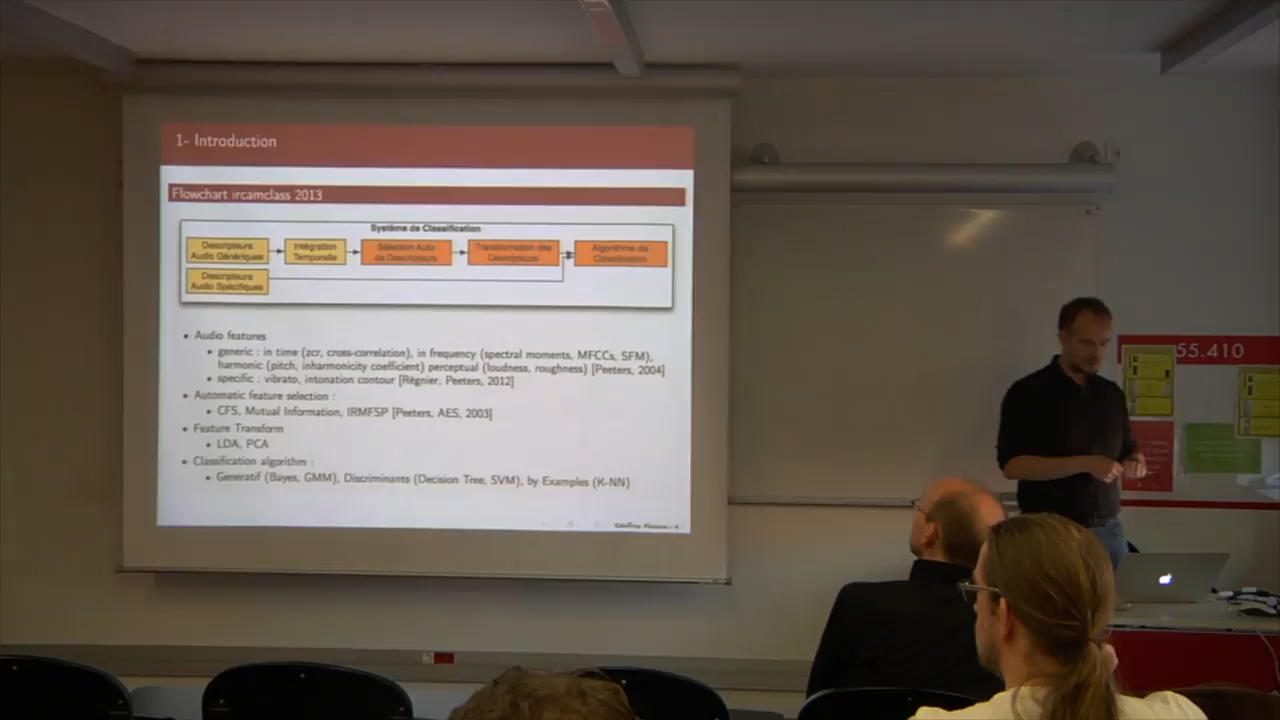 1- Introduction
Flowchart ircamclass 2013
Système de Classification
Descripteurs
Audio Génériques
Intégration
Temporelle
Sélection Auto
de Descripteurs
Transformation des
Descripteurs
Algorithme de
Classification
Descripteurs
Audio Spécifiques
• Audio features
• generic : in time (zcr, cross-correlation), in frequency (spectral moments, MFCCs, SFM),
harmonic (pitch, inharmonicity coefficient) perceptual (loudness, roughness) [Peeters, 2004]
• specific : vibrato, intonation contour [Régnier, Peeters, 2012]
• Automatic feature selection :
• CFS, Mutual Information, IRMFSP [Peeters, AES, 2003]
• Feature Transform
• LDA, PCA
• Classification algorithm :
• Generatif (Bayes, GMM), Discriminants (Decision Tree, SVM), by Examples (K-NN)
55.410